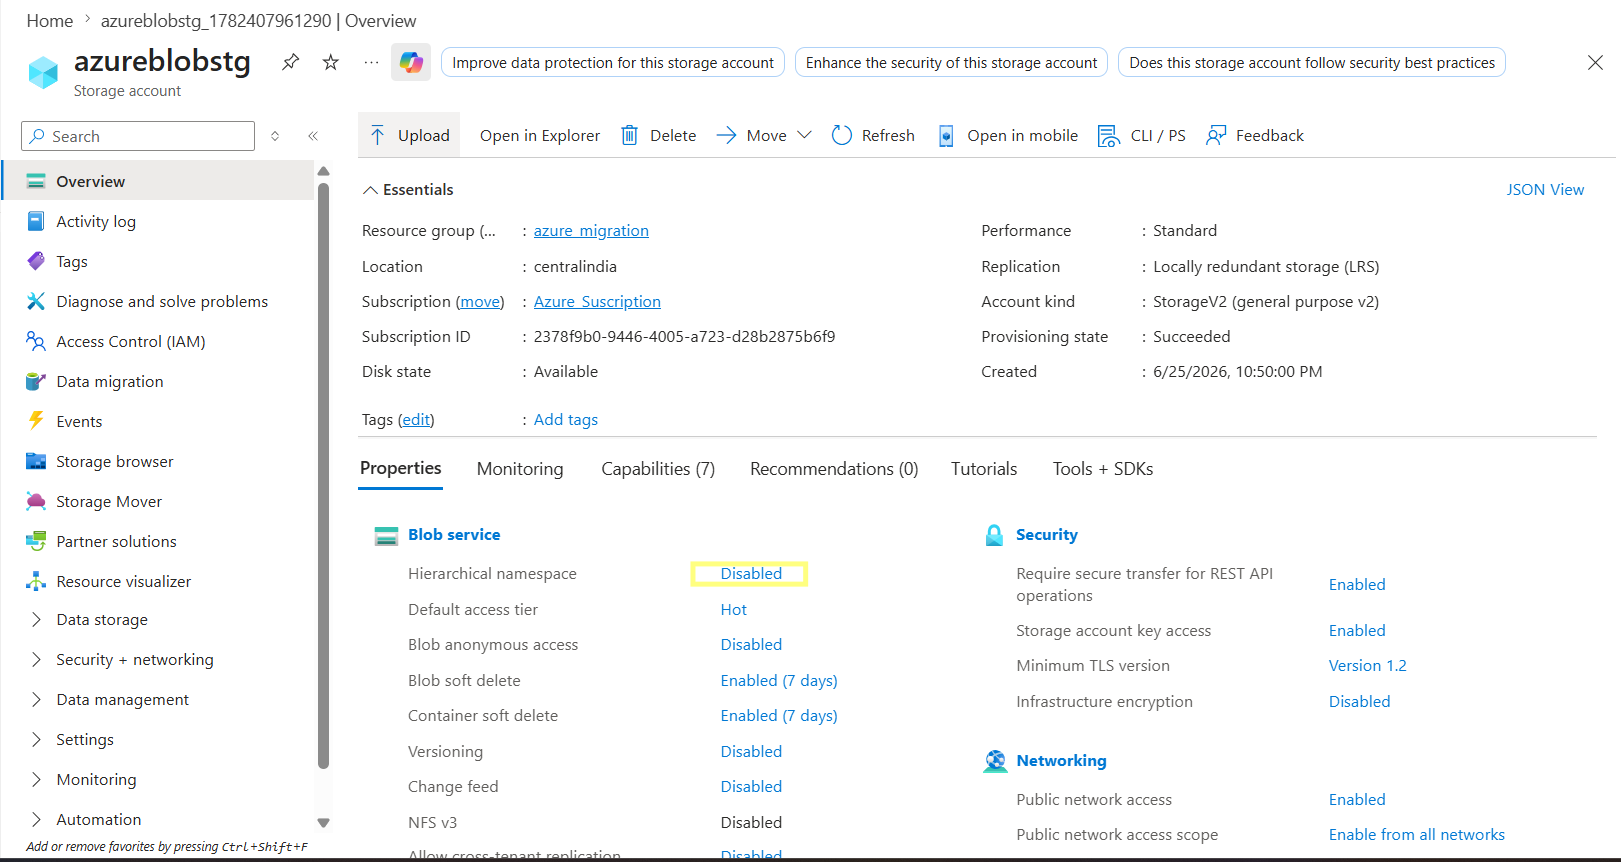 Home > azureblobstg_1782407961290 | Overview
azureblobstg
Storage account
Improve data protection for this storage account
Enhance the security of this storage account
Does this storage account follow security best practices
Search
Upload
Open in Explorer
Delete
Move
Refresh
Open in mobile
CLI / PS
Feedback
Overview
Activity log
Tags
Diagnose and solve problems
Access Control (IAM)
Data migration
Events
Storage browser
Storage Mover
Partner solutions
Resource visualizer
Data storage
Security + networking
Data management
Settings
Monitoring
Automation
Add or remove favorites by pressing Ctrl+Shift+F
Essentials
JSON View
Resource group (... : azure_migration
Location : centralindia
Subscription (move) : Azure_Suscription
Subscription ID : 2378f9b0-9446-4005-a723-d28b2875b6f9
Disk state : Available
Tags (edit) : Add tags
Performance : Standard
Replication : Locally redundant storage (LRS)
Account kind : StorageV2 (general purpose v2)
Provisioning state : Succeeded
Created : 6/25/2026, 10:50:00 PM
Properties
Monitoring
Capabilities (7)
Recommendations (0)
Tutorials
Tools + SDKs
Blob service
Hierarchical namespace Disabled
Default access tier Hot
Blob anonymous access Disabled
Blob soft delete Enabled (7 days)
Container soft delete Enabled (7 days)
Versioning Disabled
Change feed Disabled
NFS v3 Disabled
Allow cross-tenant replication Disabled
Security
Require secure transfer for REST API
operations Enabled
Storage account key access Enabled
Minimum TLS version Version 1.2
Infrastructure encryption Disabled
Networking
Public network access Enabled
Public network access scope Enable from all networks